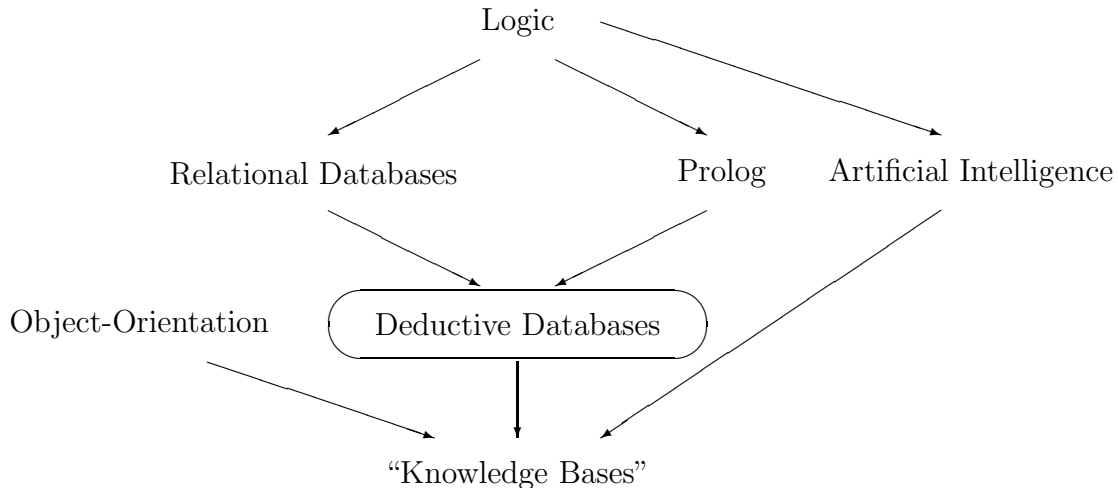 Logic
Relational Databases
Prolog
Artificial Intelligence
Object-Orientation
Deductive Databases
“Knowledge Bases”